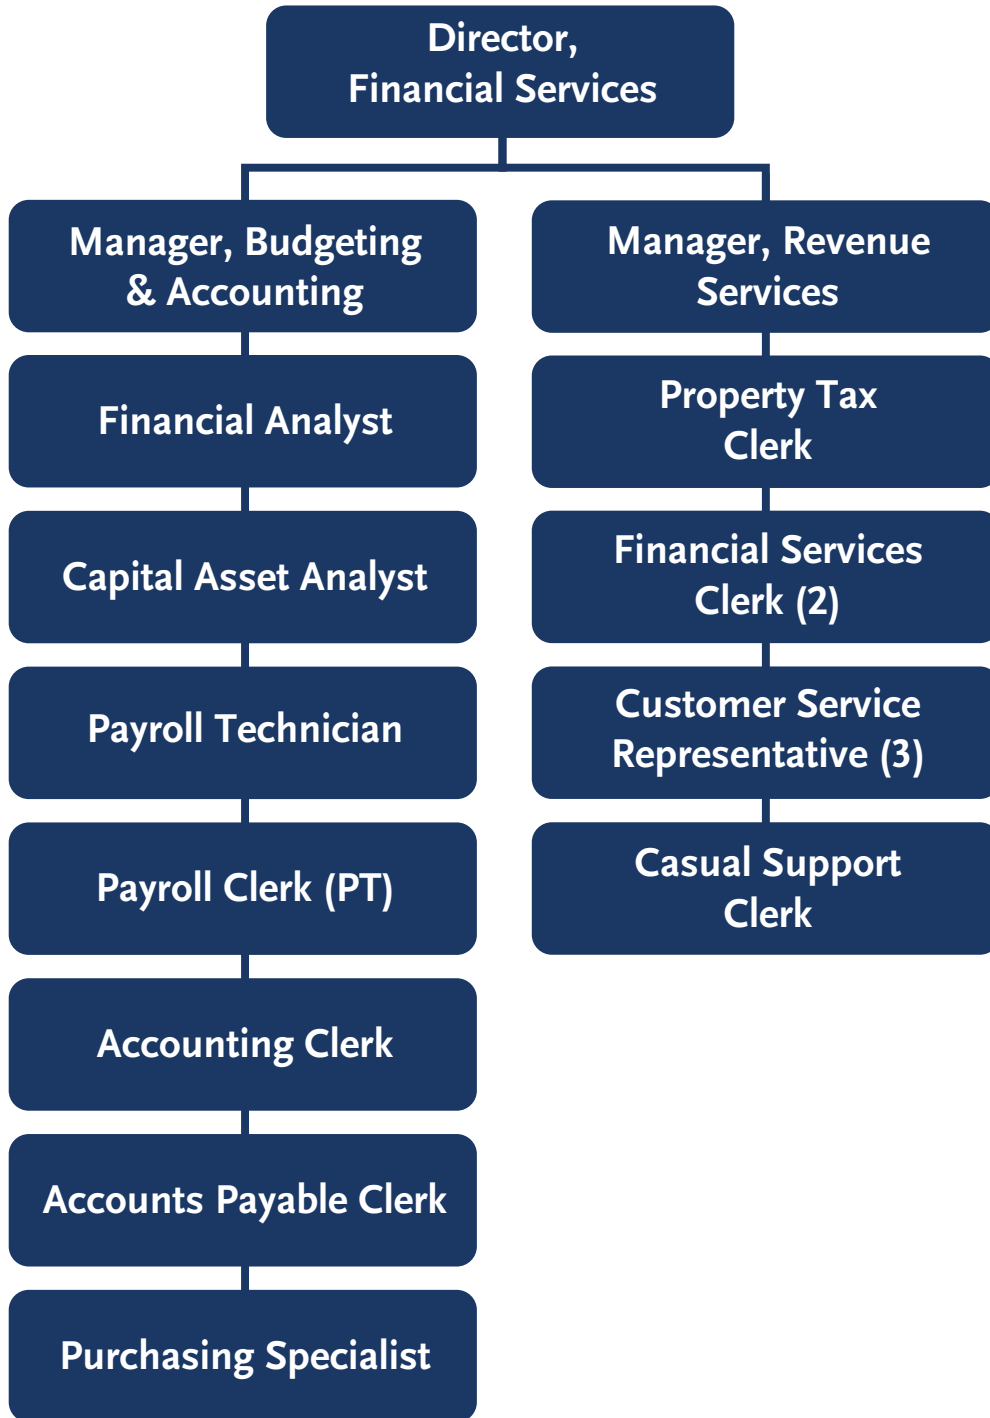 Director,
Financial Services
Manager, Budgeting
& Accounting
Financial Analyst
Capital Asset Analyst
Payroll Technician
Payroll Clerk (PT)
Accounting Clerk
Accounts Payable Clerk
Purchasing Specialist
Manager, Revenue
Services
Property Tax
Clerk
Financial Services
Clerk (2)
Customer Service
Representative (3)
Casual Support
Clerk